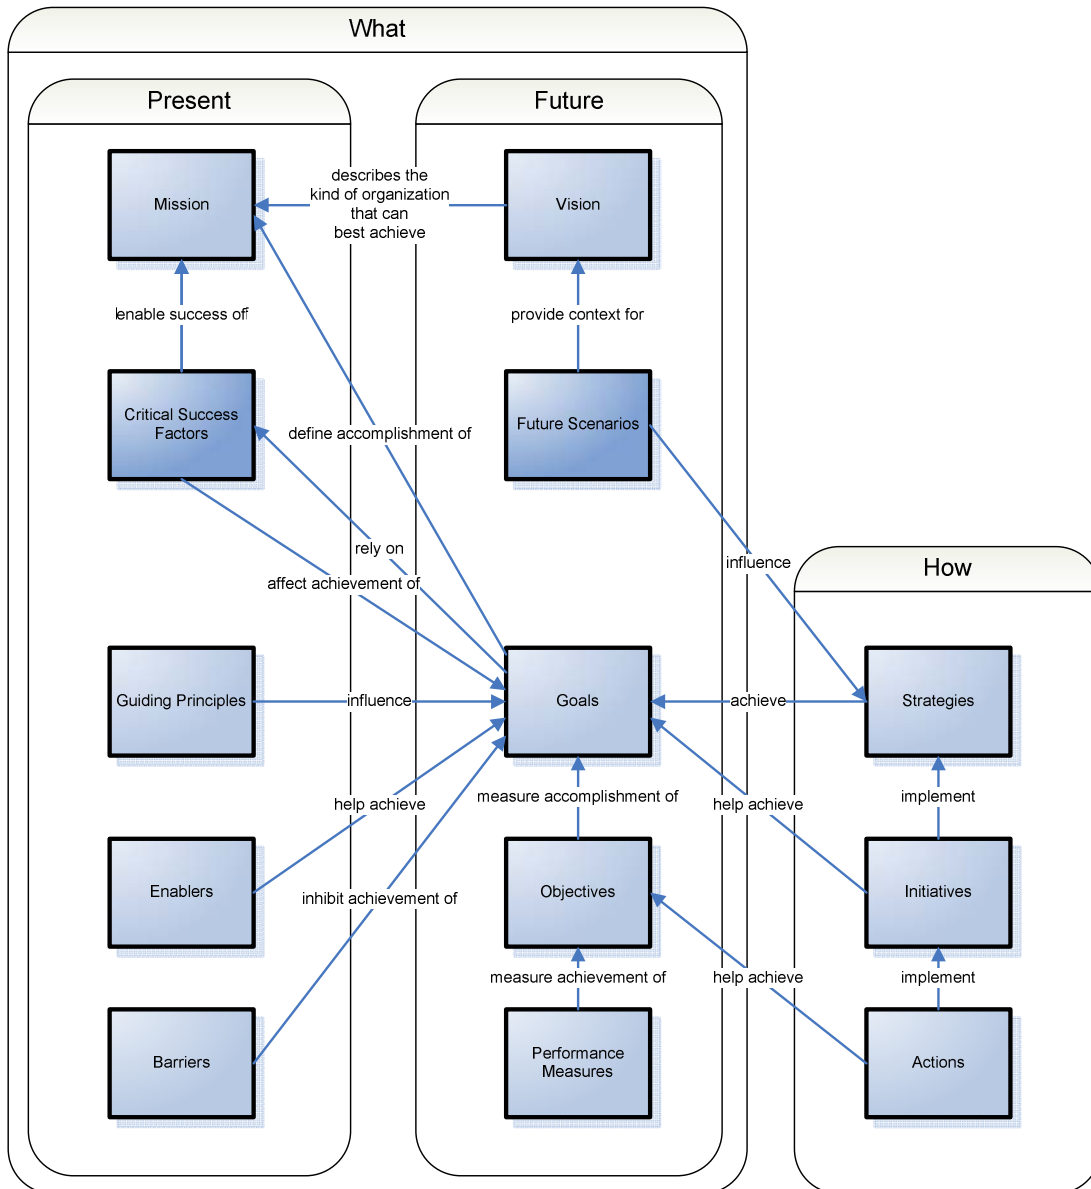 What
Present
Future
Mission
describes the
kind of organization
that can
best achieve
Vision
enable success of
provide context for
Critical Success
Factors
define accomplishment of
Future Scenarios
rely on
affect achievement of
influence
How
Guiding Principles
influence
Goals
achieve
Strategies
help achieve
measure accomplishment of
help achieve
implement
Enablers
inhibit achievement of
Objectives
Initiatives
measure achievement of
help achieve
implement
Barriers
Performance
Measures
Actions